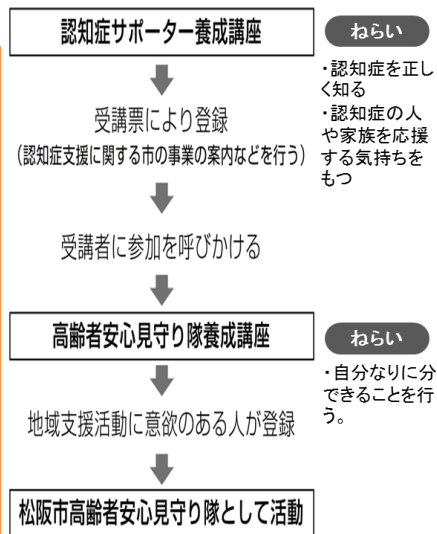 認知症サポーター養成講座
ねらい
・認知症を正し
く知る
・認知症の人
や家族を応援
する気持ちを
もつ
受講票により登録
（認知症支援に関する市の事業の案内などを行う）
受講者に参加を呼びかける
高齢者安心見守り隊養成講座
ねらい
・自分なりに分
できることを行
う。
地域支援活動に意欲のある人が登録
松阪市高齢者安心見守り隊として活動